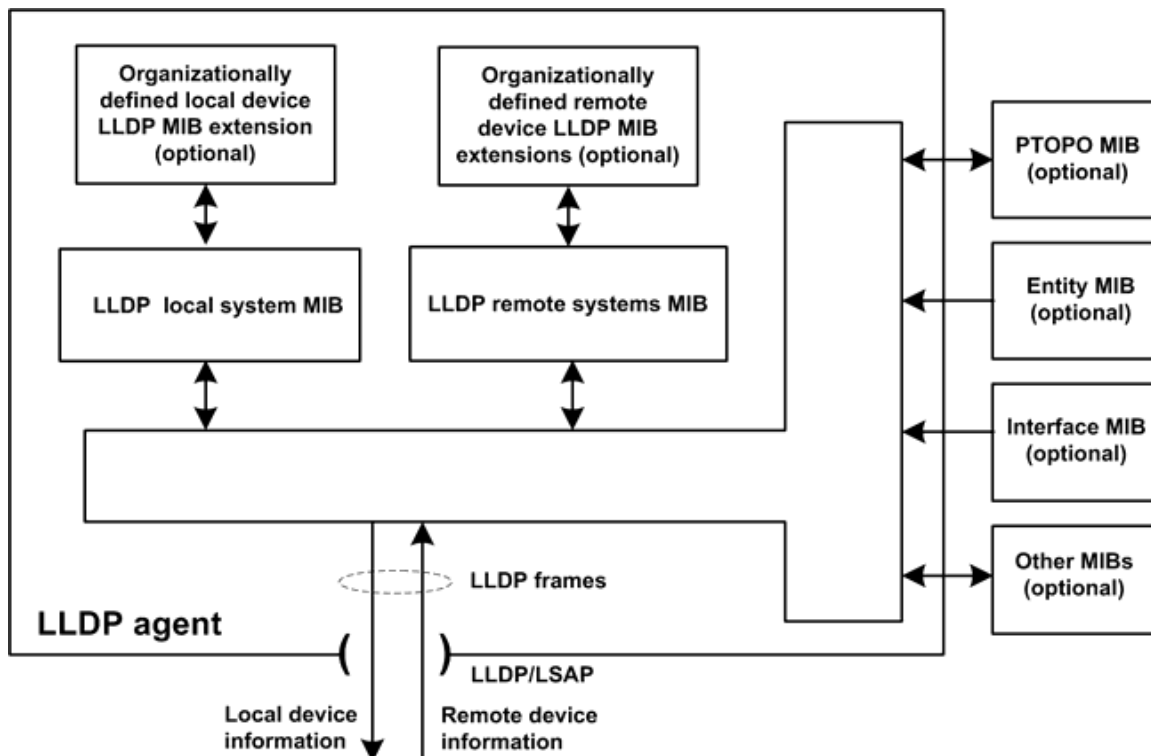 Organizationally
defined local device
LLDP MIB extension
(optional)
Organizationally
defined remote
device LLDP MIB
extensions (optional)
PTOPO MIB
(optional)
LLDP local system MIB
LLDP remote systems MIB
Entity MIB
(optional)
Interface MIB
(optional)
Other MIBs
(optional)
LLDP frames
LLDP agent
LLDP/LSAP
Local device
information
Remote device
information